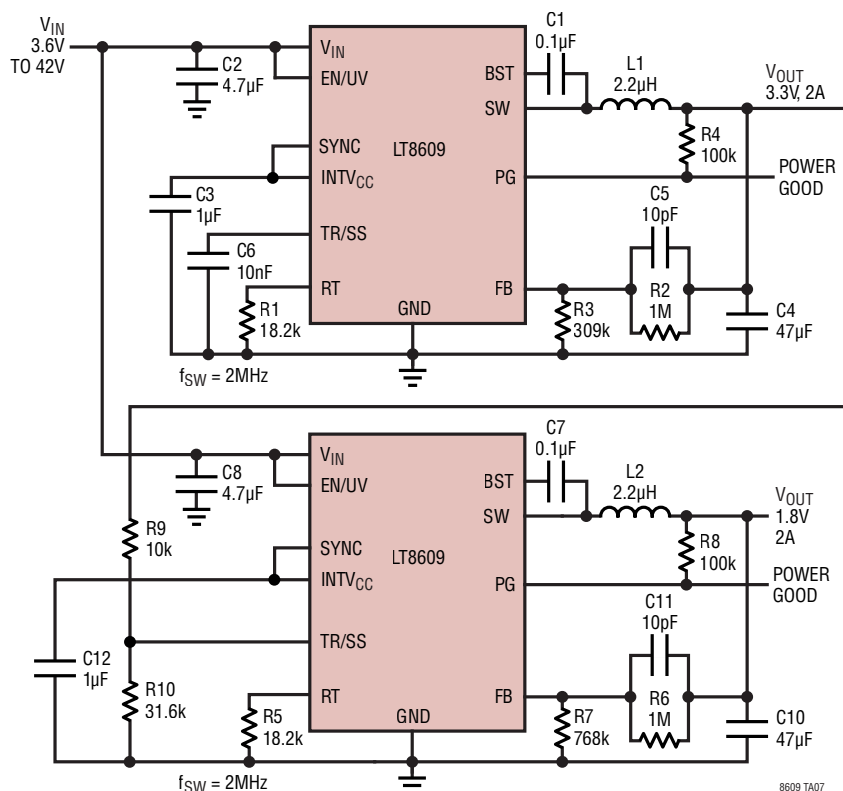 VIN
3.6V
TO 42V
C2
4.7µF
VIN
EN/UV
SYNC
INTVCC
TR/SS
RT
GND
LT8609
BST
SW
PG
FB
C1
0.1µF
L1
2.2µH
VOUT
3.3V, 2A
R4
100k
POWER
GOOD
C5
10pF
R2
1M
C3
1µF
C6
10nF
R1
18.2k
R3
309k
C4
47µF
fSW = 2MHz
C8
4.7µF
VIN
EN/UV
SYNC
INTVCC
TR/SS
RT
GND
LT8609
BST
SW
PG
FB
C7
0.1µF
L2
2.2µH
VOUT
1.8V
2A
R8
100k
POWER
GOOD
R9
10k
C11
10pF
R6
1M
C12
1µF
R10
31.6k
R5
18.2k
R7
768k
C10
47µF
fSW = 2MHz
8609 TA07